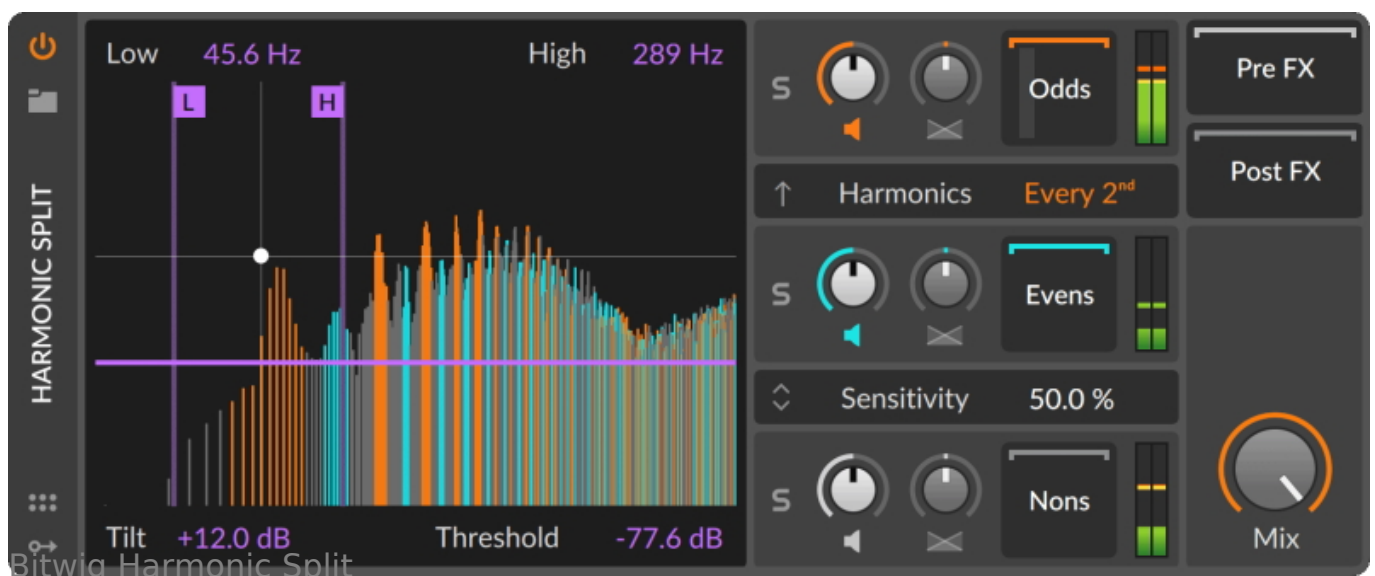 HARMONIC SPLIT
Low 45.6 Hz High 289 Hz
L H
Tilt +12.0 dB Threshold -77.6 dB
S Odds
Harmonics Every 2nd
S Evens
Sensitivity 50.0 %
S Nons
Pre FX
Post FX
Mix
Bitwig Harmonic Split